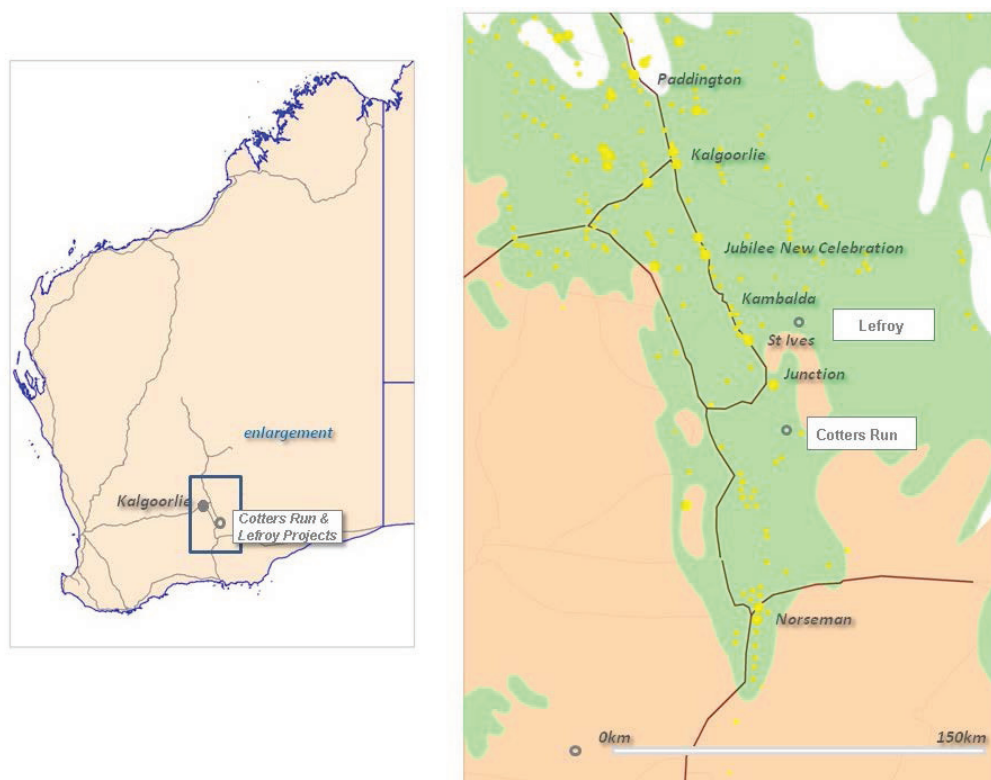 enlargement
Kalgoorlie
Cotters Run &
Lefroy Projects
Paddington
Kalgoorlie
Jubilee New Celebration
Kambalda
Lefroy
St Ives
Junction
Cotters Run
Norseman
0km
150km